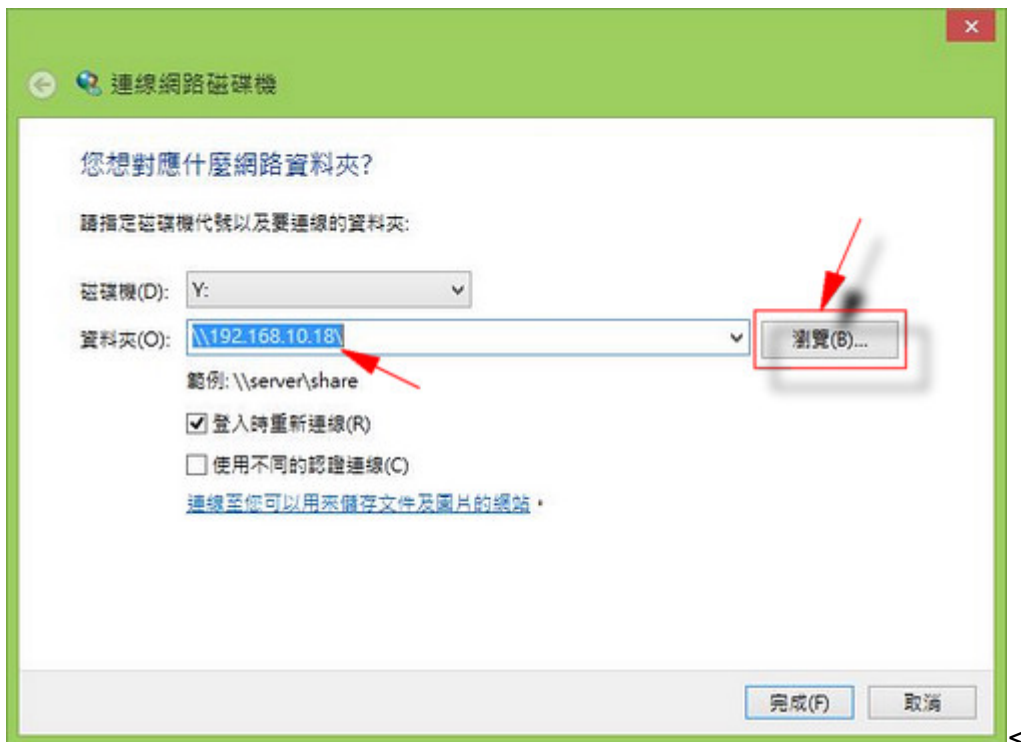 連線網路磁碟機
您想對應什麼網路資料夾?
請指定磁碟機代號以及要連線的資料夾:
磁碟機(D): Y:
資料夾(O): \\192.168.10.18\ 瀏覽(B)...
範例: \\server\share
登入時重新連線(R)
使用不同的認證連線(C)
連線至您可以用來儲存文件及圖片的網站。
完成(F) 取消
<